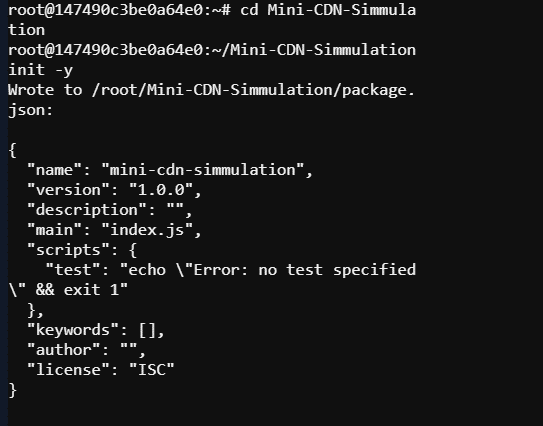 root@147490c3be0a64e0:~# cd Mini-CDN-Simmula
tion
root@147490c3be0a64e0:~/Mini-CDN-Simmulation
init -y
Wrote to /root/Mini-CDN-Simmulation/package.
json:

{
  "name": "mini-cdn-simmulation",
  "version": "1.0.0",
  "description": "",
  "main": "index.js",
  "scripts": {
    "test": "echo \"Error: no test specified
\" && exit 1"
  },
  "keywords": [],
  "author": "",
  "license": "ISC"
}